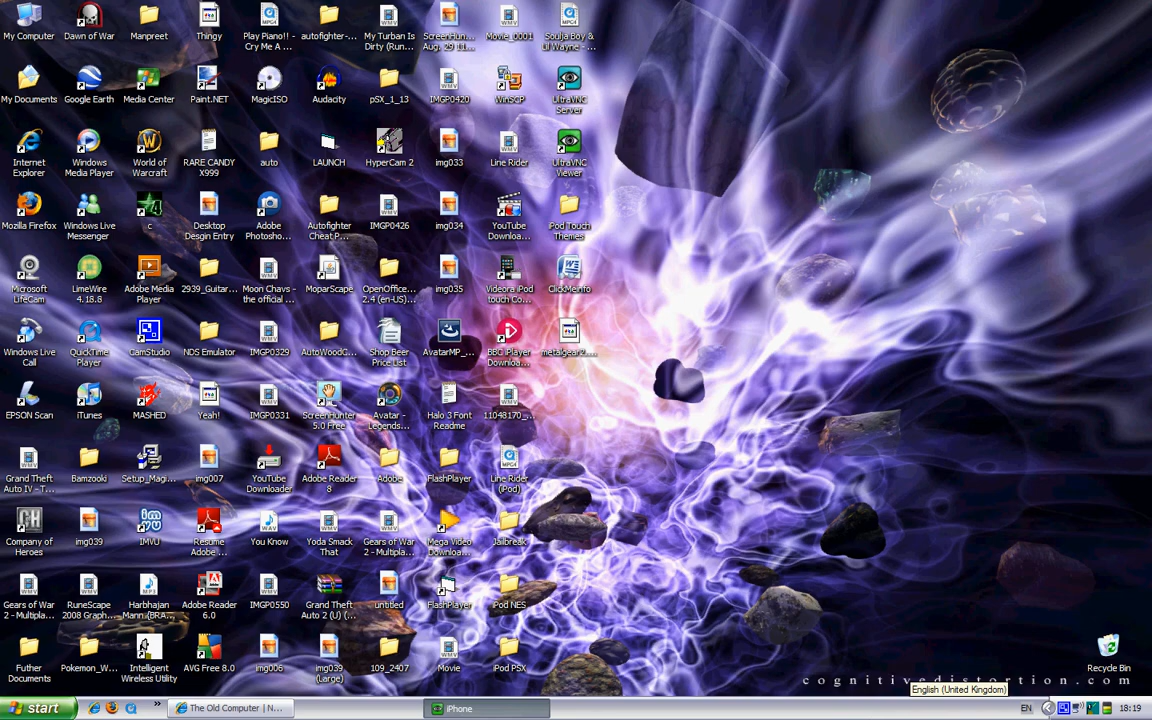 My Computer
Dawn of War
Manpreet
Thingy
Play Piano!! -
Cry Me A ...
autofighter-...
My Turban Is
Dirty (Run...
ScreenHun...
Aug. 29 11...
Movie_0001
Soulja Boy &
Lil Wayne - ...
My Documents
Google Earth
Media Center
Paint.NET
MagicISO
Audacity
pSX_1_13
IMGP0420
WinSCP
UltraVNC
Server
Internet
Explorer
Windows
Media Player
World of
Warcraft
RARE CANDY
X999
auto
LAUNCH
HyperCam 2
img033
Line Rider
UltraVNC
Viewer
Mozilla Firefox
Windows Live
Messenger
c
Desktop
Desgin Entry
Adobe
Photosho...
Autofighter
Cheat P...
IMGP0426
img034
YouTube
Downloa...
iPod Touch
Themes
Microsoft
LifeCam
LimeWire
4.18.8
Adobe Media
Player
2939_Guitar...
Moon Chavs -
the official ...
MoparScape
OpenOffice...
2.4 (en-US)...
img035
Videora iPod
touch Co...
ClickMeInfo
Windows Live
Call
QuickTime
Player
CamStudio
NDS Emulator
IMGP0329
AutoWoodC...
Shop Beer
Price List
AvatarMP_...
BBC iPlayer
Downloa...
metalgear2....
EPSON Scan
iTunes
MASHED
Yeah!
IMGP0331
ScreenHunter
5.0 Free
Avatar -
Legends...
Halo 3 Font
Readme
11048170_...
Grand Theft
Auto IV - T...
Bamzooki
Setup_Magi...
img007
YouTube
Downloader
Adobe Reader
8
Adobe
FlashPlayer
Line Rider
(iPod)
Company of
Heroes
img039
IMVU
Resume
Adobe ...
You Know
Yoda Smack
That
Gears of War
2 - Multipla...
Mega Video
Downloa...
Jailbreak
Gears of War
2 - Multipla...
RuneScape
2008 Graph...
Harbhajan
Mann (BRA...
Adobe Reader
6.0
IMGP0550
Grand Theft
Auto 2 (U) (...
untitled
FlashPlayer
iPod NES
Futher
Documents
Pokemon_W...
Intelligent
Wireless Utility
AVG Free 8.0
img006
img039
(Large)
109_2407
Movie
iPod PSX
Recycle Bin
cognitivedistortion.com
English (United Kingdom)
start
The Old Computer | N...
iPhone
EN
18:19